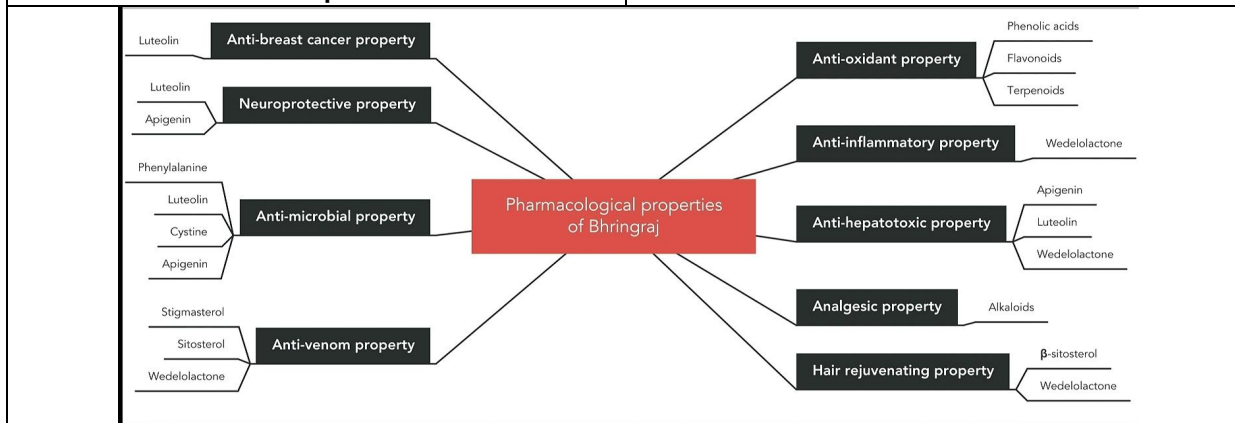 Luteolin
Anti-breast cancer property
Luteolin
Apigenin
Neuroprotective property
Phenylalanine
Luteolin
Cystine
Apigenin
Anti-microbial property
Stigmasterol
Sitosterol
Wedelolactone
Anti-venom property
Pharmacological properties
of Bhringraj
Anti-oxidant property
Phenolic acids
Flavonoids
Terpenoids
Anti-inflammatory property
Wedelolactone
Anti-hepatotoxic property
Apigenin
Luteolin
Wedelolactone
Analgesic property
Alkaloids
Hair rejuvenating property
β-sitosterol
Wedelolactone